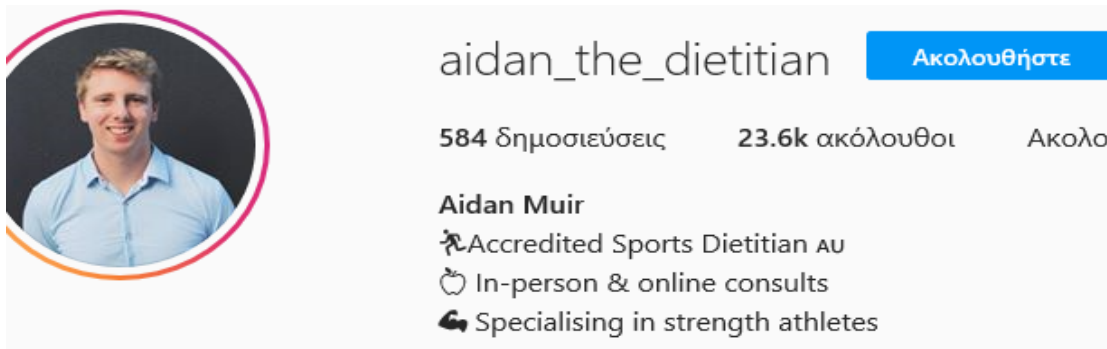 aidan_the_dietitian Ακολουθήστε
584 δημοσιεύσεις 23.6k ακόλουθοι Ακολο
Aidan Muir
🏃Accredited Sports Dietitian AU
🍎 In-person & online consults
💪 Specialising in strength athletes